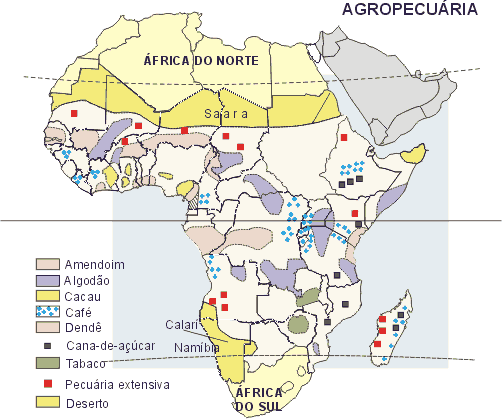 AGROPECUÁRIA
ÁFRICA DO NORTE
Saara
Amendoim
Algodão
Cacau
Café
Dendê
Cana-de-açúcar
Tabaco
Pecuária extensiva
Deserto
Calari
Namíbia
ÁFRICA
DO SUL